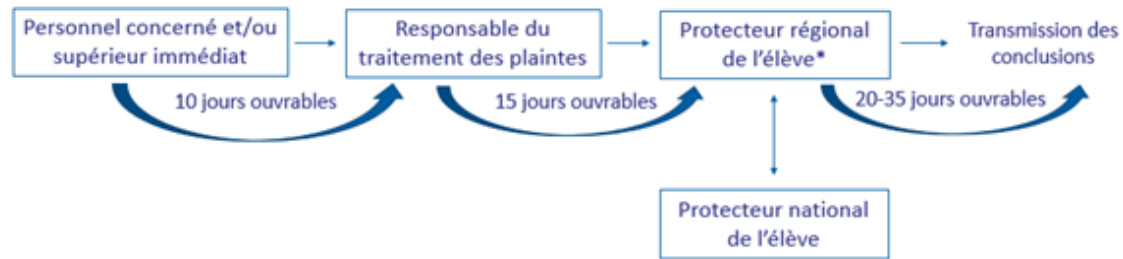 Personnel concerné et/ou
supérieur immédiat
Responsable du
traitement des plaintes
Protecteur régional
de l'élève*
Transmission des
conclusions
10 jours ouvrables
15 jours ouvrables
20-35 jours ouvrables
Protecteur national
de l'élève